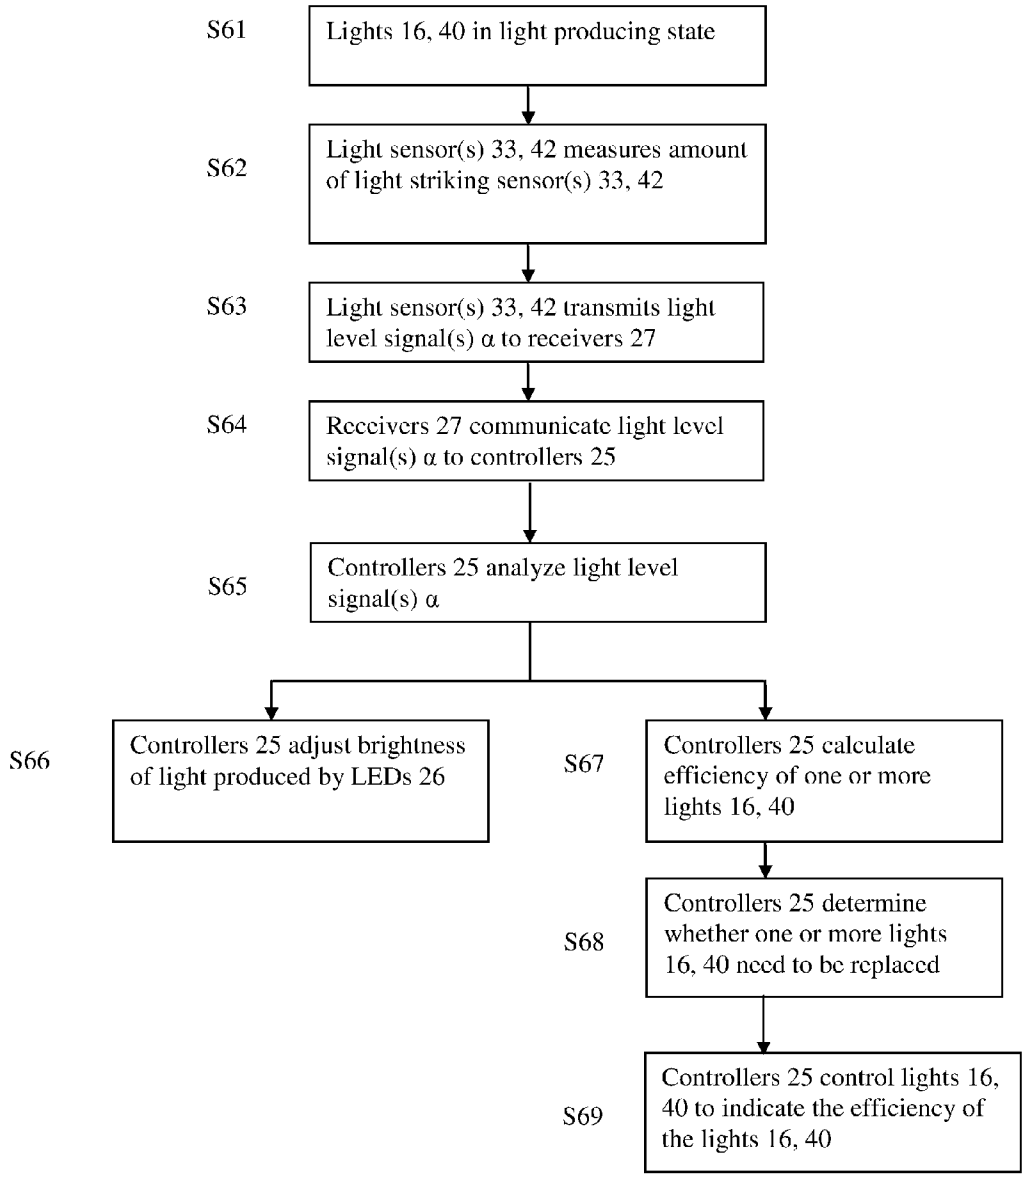 S61
Lights 16, 40 in light producing state
S62
Light sensor(s) 33, 42 measures amount
of light striking sensor(s) 33, 42
S63
Light sensor(s) 33, 42 transmits light
level signal(s) α to receivers 27
S64
Receivers 27 communicate light level
signal(s) α to controllers 25
S65
Controllers 25 analyze light level
signal(s) α
S66
Controllers 25 adjust brightness
of light produced by LEDs 26
S67
Controllers 25 calculate
efficiency of one or more
lights 16, 40
S68
Controllers 25 determine
whether one or more lights
16, 40 need to be replaced
S69
Controllers 25 control lights 16,
40 to indicate the efficiency of
the lights 16, 40